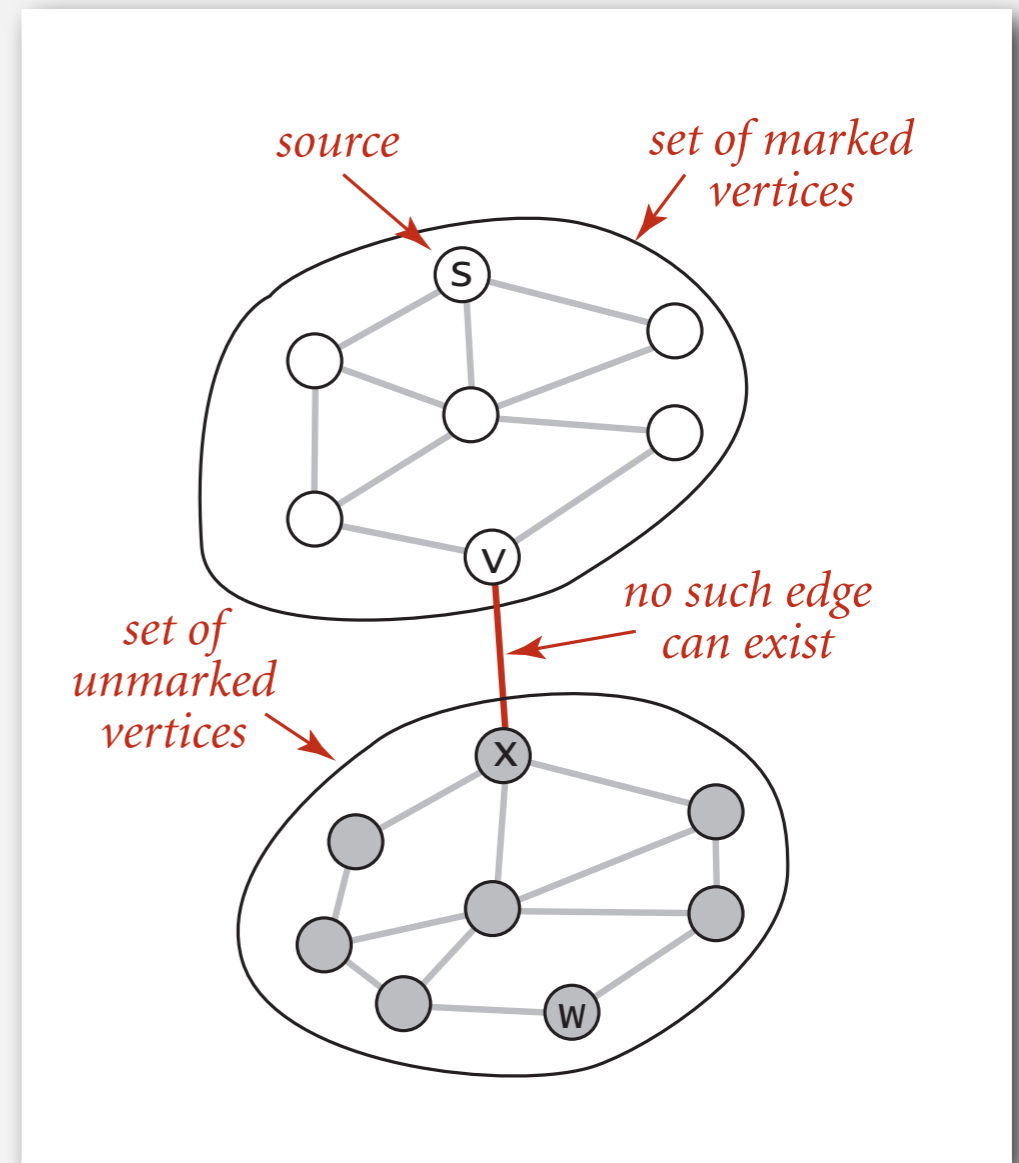 source
set of marked
vertices
S
v
no such edge
can exist
set of
unmarked
vertices
x
w